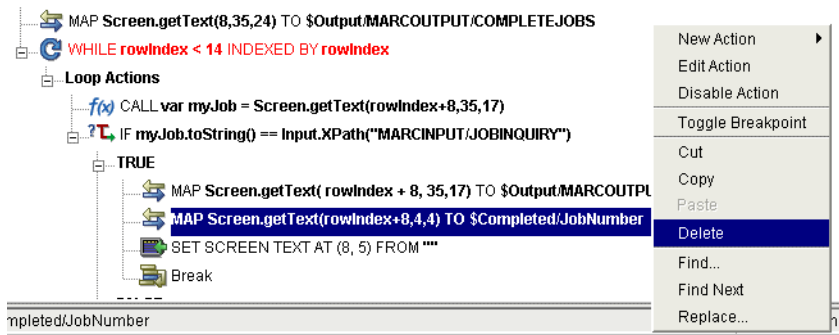 MAP Screen.getText(8,35,24) TO $Output/MARCOUTPUT/COMPLETEJOBS
WHILE rowIndex < 14 INDEXED BY rowIndex
Loop Actions
f(x) CALL var myJob = Screen.getText(rowIndex+8,35,17)
?T IF myJob.toString() == Input.XPath("MARCINPUT/JOBINQUIRY")
TRUE
MAP Screen.getText( rowIndex + 8, 35,17) TO $Output/MARCOUTPU
MAP Screen.getText(rowIndex+8,4,4) TO $Completed/JobNumber
SET SCREEN TEXT AT (8, 5) FROM ""
Break
mpleted/JobNumber
New Action
Edit Action
Disable Action
Toggle Breakpoint
Cut
Copy
Paste
Delete
Find...
Find Next
Replace...